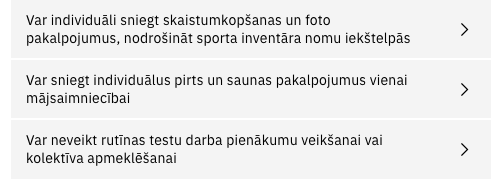 Var individuāli sniegt skaistumkopšanas un foto
pakalpojumus, nodrošināt sporta inventāra nomu iekštelpās
Var sniegt individuālus pirts un saunas pakalpojumus vienai
mājsaimniecībai
Var neveikt rutīnas testu darba pienākumu veikšanai vai
kolektīva apmeklēšanai